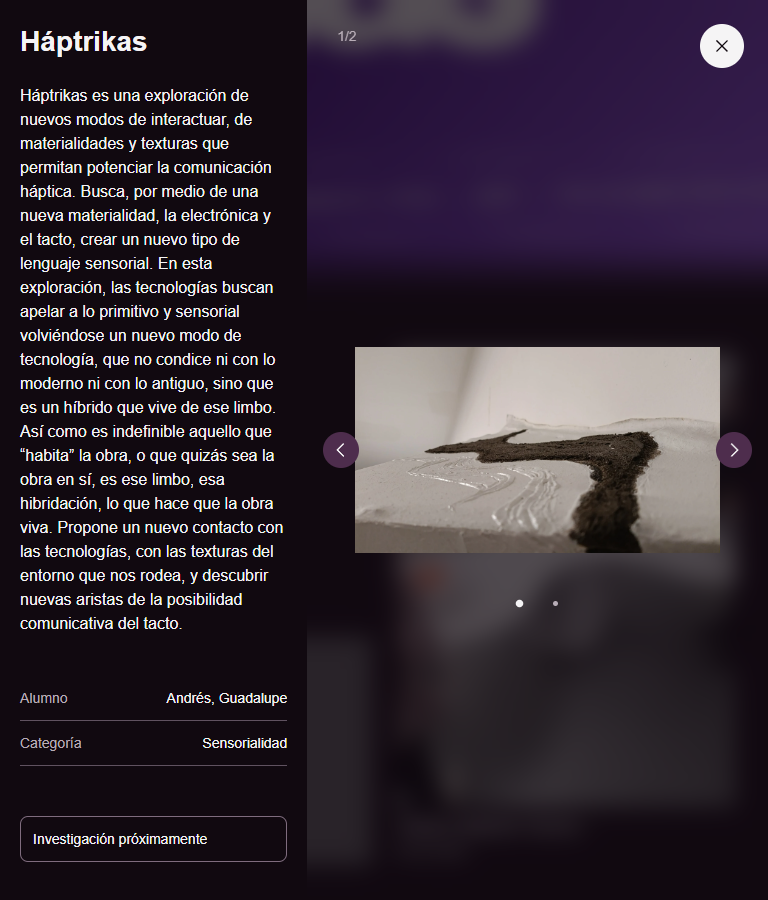 Háptrikas
Háptrikas es una exploración de
nuevos modos de interactuar, de
materialidades y texturas que
permitan potenciar la comunicación
háptica. Busca, por medio de una
nueva materialidad, la electrónica y
el tacto, crear un nuevo tipo de
lenguaje sensorial. En esta
exploración, las tecnologías buscan
apelar a lo primitivo y sensorial
volviéndose un nuevo modo de
tecnología, que no condice ni con lo
moderno ni con lo antiguo, sino que
es un híbrido que vive de ese limbo.
Así como es indefinible aquello que
“habita” la obra, o que quizás sea la
obra en sí, es ese limbo, esa
hibridación, lo que hace que la obra
viva. Propone un nuevo contacto con
las tecnologías, con las texturas del
entorno que nos rodea, y descubrir
nuevas aristas de la posibilidad
comunicativa del tacto.
Alumno Andrés, Guadalupe
Categoría Sensorialidad
Investigación próximamente
1/2